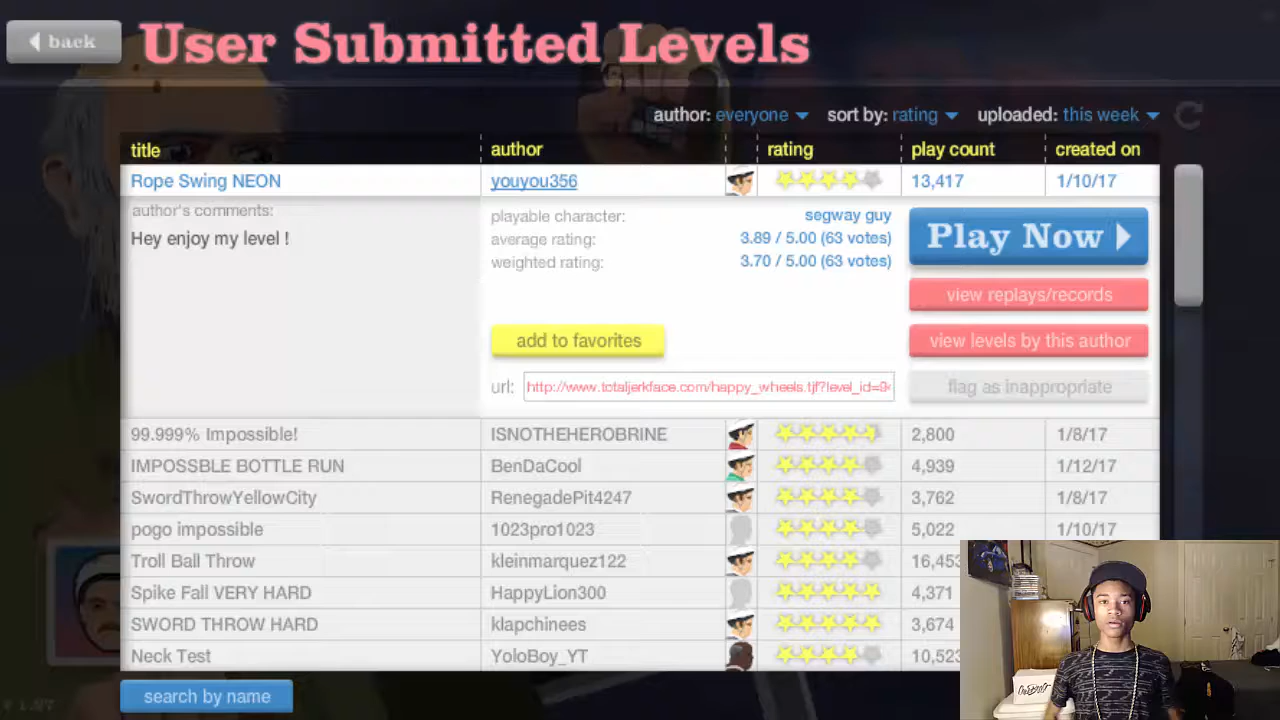 back
User Submitted Levels
author: everyone sort by: rating uploaded: this week
title author rating play count created on
Rope Swing NEON youyou356 13,417 1/10/17
author's comments:
Hey enjoy my level !
playable character: segway guy
average rating: 3.89 / 5.00 (63 votes)
weighted rating: 3.70 / 5.00 (63 votes)
Play Now
view replays/records
add to favorites
view levels by this author
url: http://www.totaljerkface.com/happy_wheels.tjf?level_id=9
flag as inappropriate
99.999% Impossible! ISNOTHEHEROBRINE 2,800 1/8/17
IMPOSSBLE BOTTLE RUN BenDaCool 4,939 1/12/17
SwordThrowYellowCity RenegadePit4247 3,762 1/8/17
pogo impossible 1023pro1023 5,022 1/10/17
Troll Ball Throw kleinmarquez122 16,453
Spike Fall VERY HARD HappyLion300 4,371
SWORD THROW HARD klapchinees 3,674
Neck Test YoloBoy_YT 10,523
search by name